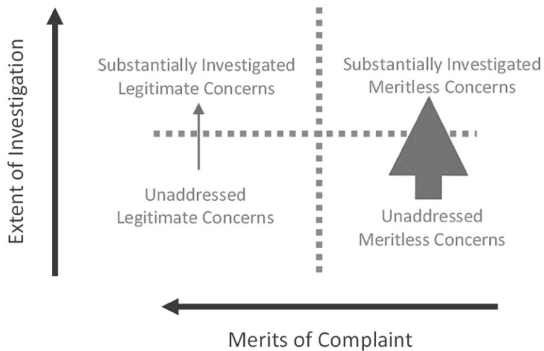 Extent of Investigation
Substantially Investigated
Legitimate Concerns
Substantially Investigated
Meritless Concerns
Unaddressed
Legitimate Concerns
Unaddressed
Meritless Concerns
Merits of Complaint